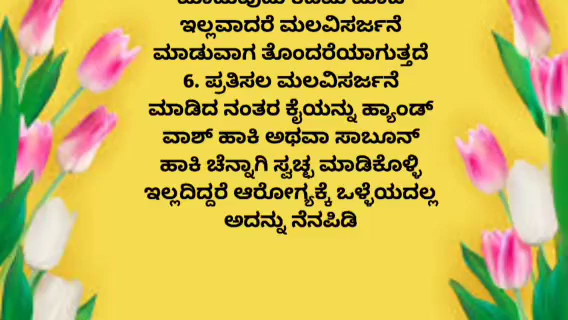 ಇಲ್ಲವಾದರೆ ಮಲವಿಸರ್ಜನೆ
ಮಾಡುವಾಗ ತೊಂದರೆಯಾಗುತ್ತದೆ
6. ಪ್ರತಿಸಲ ಮಲವಿಸರ್ಜನೆ
ಮಾಡಿದ ನಂತರ ಕೈಯನ್ನು ಹ್ಯಾಂಡ್
ವಾಶ್ ಹಾಕಿ ಅಥವಾ ಸಾಬೂನ್
ಹಾಕಿ ಚೆನ್ನಾಗಿ ಸ್ವಚ್ಛ ಮಾಡಿಕೊಳ್ಳಿ
ಇಲ್ಲದಿದ್ದರೆ ಆರೋಗ್ಯಕ್ಕೆ ಒಳ್ಳೆಯದಲ್ಲ
ಅದನ್ನು ನೆನಪಿಡಿ